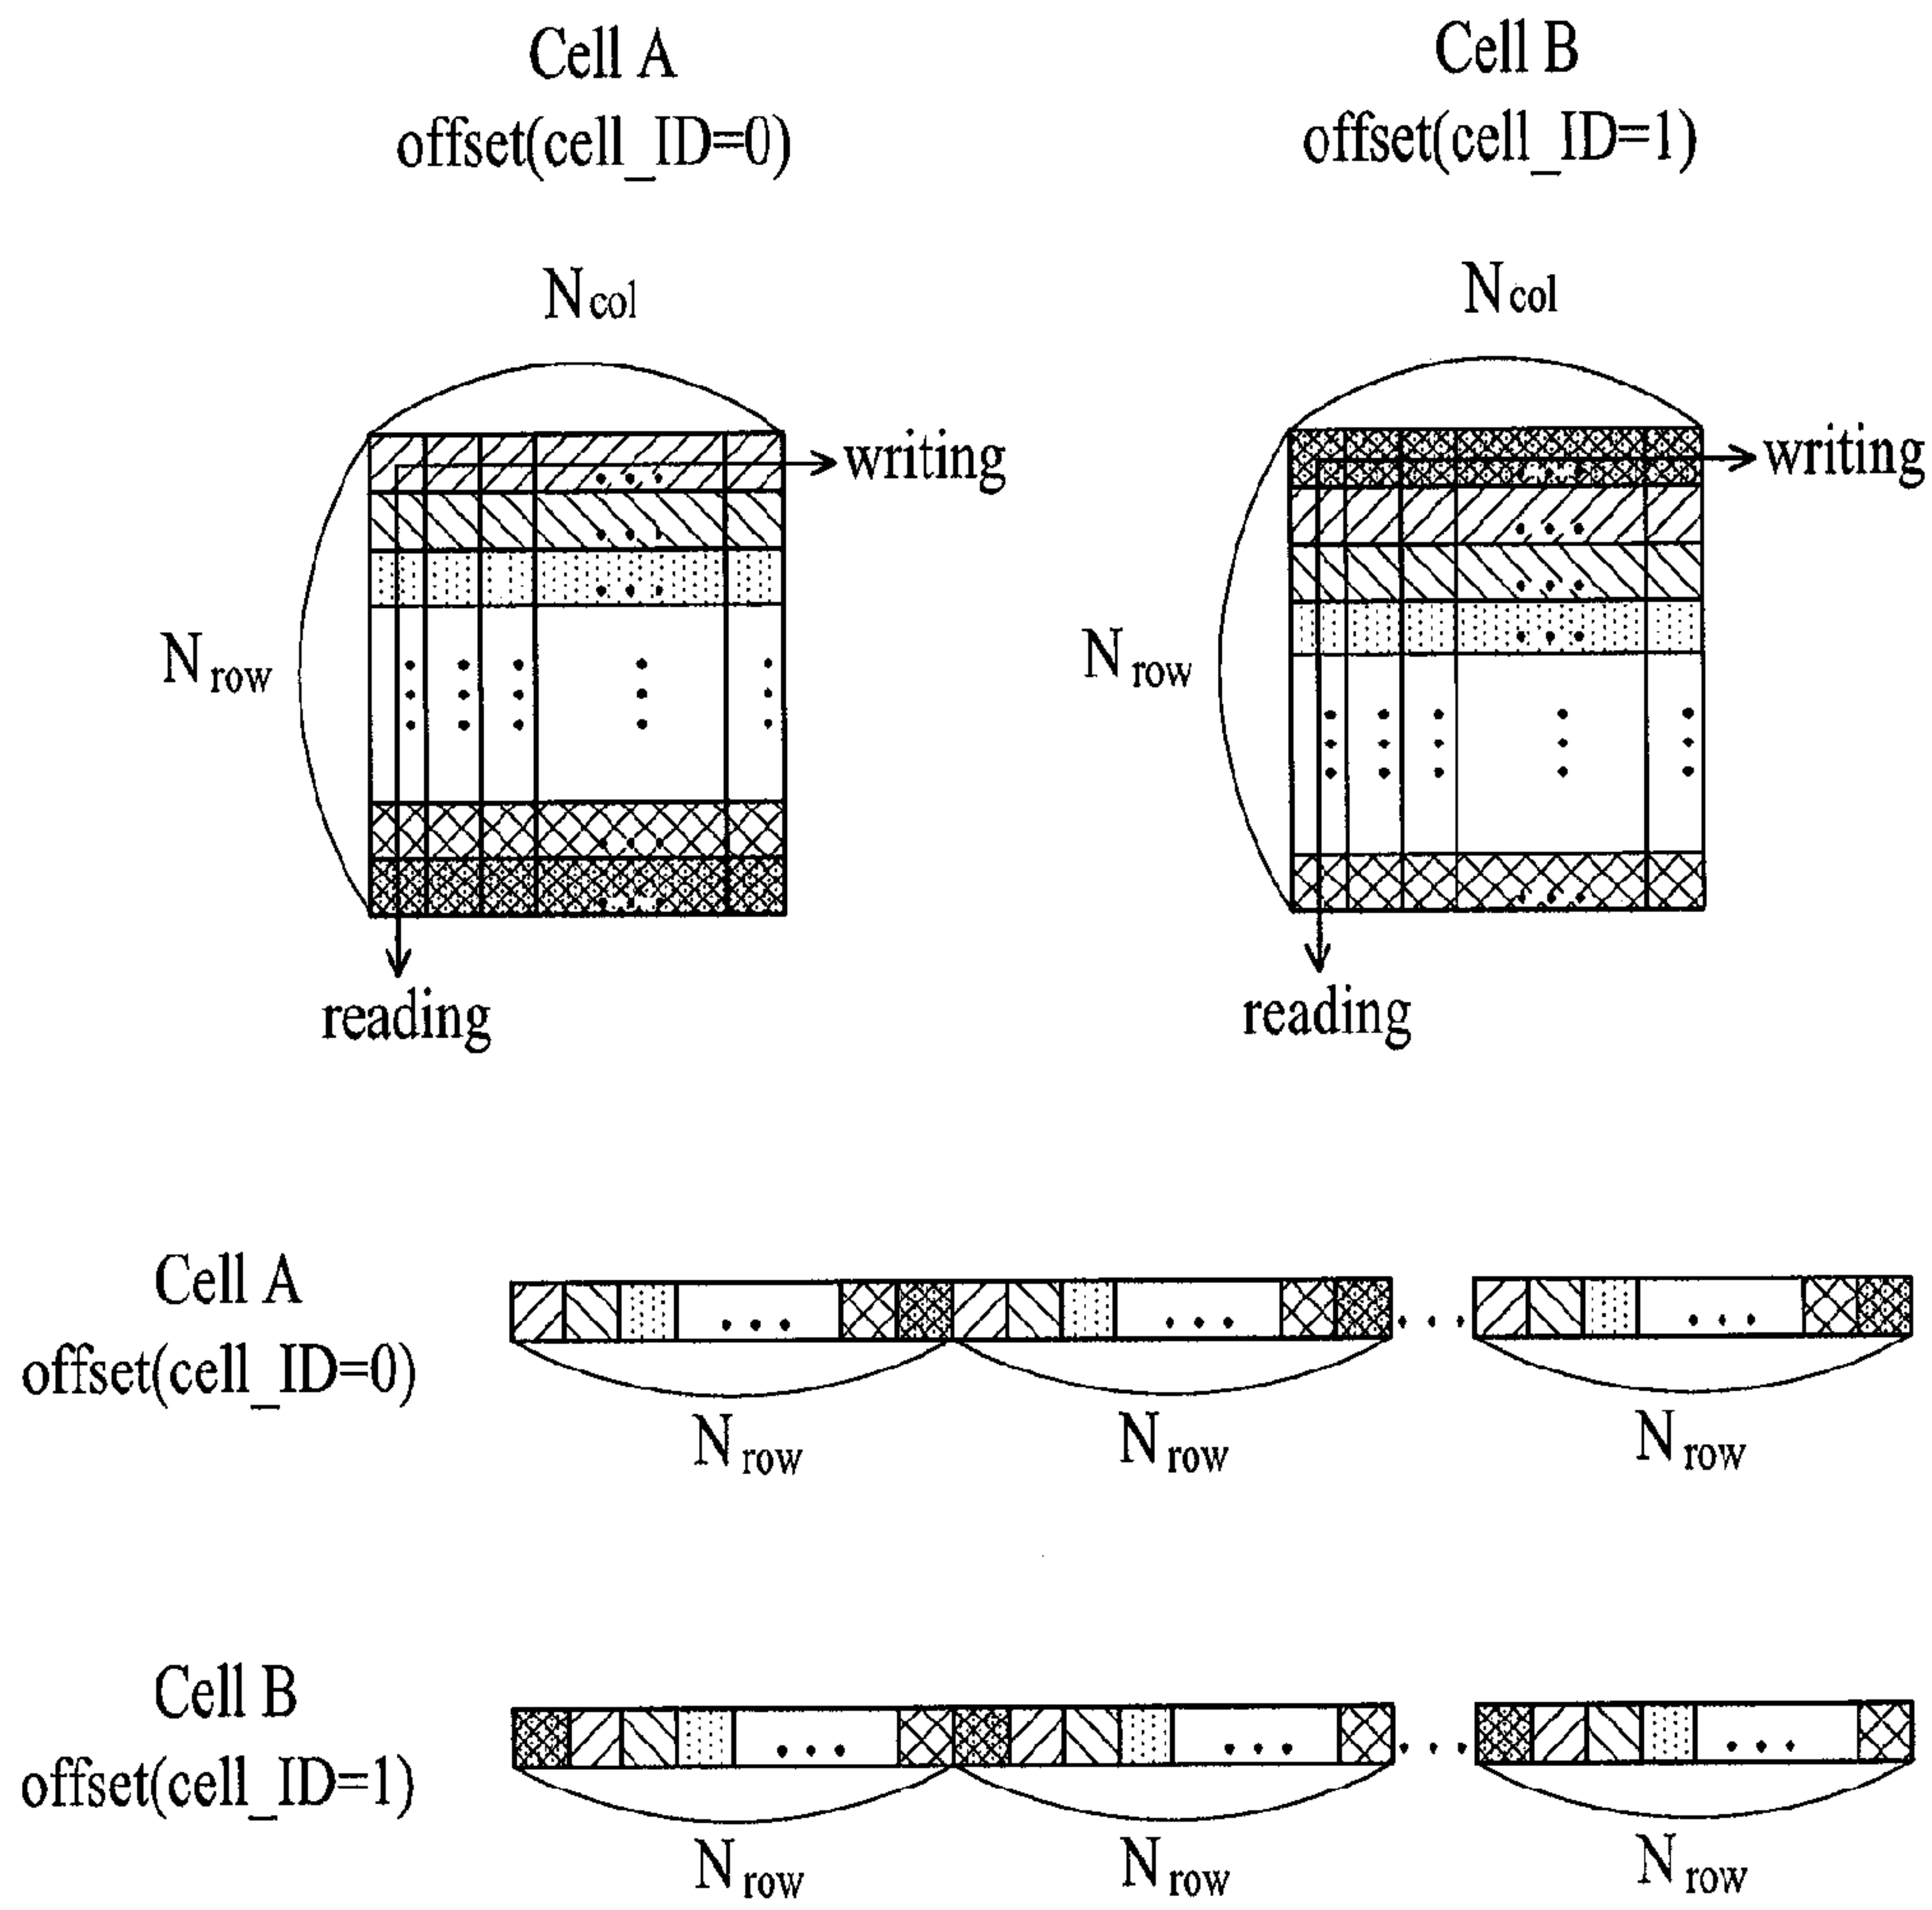 Cell A
offset(cell_ID=0)
Cell B
offset(cell_ID=1)
Ncol
Ncol
writing
writing
Nrow
Nrow
reading
reading
Cell A
offset(cell_ID=0)
Nrow
Nrow
Nrow
Cell B
offset(cell_ID=1)
Nrow
Nrow
Nrow